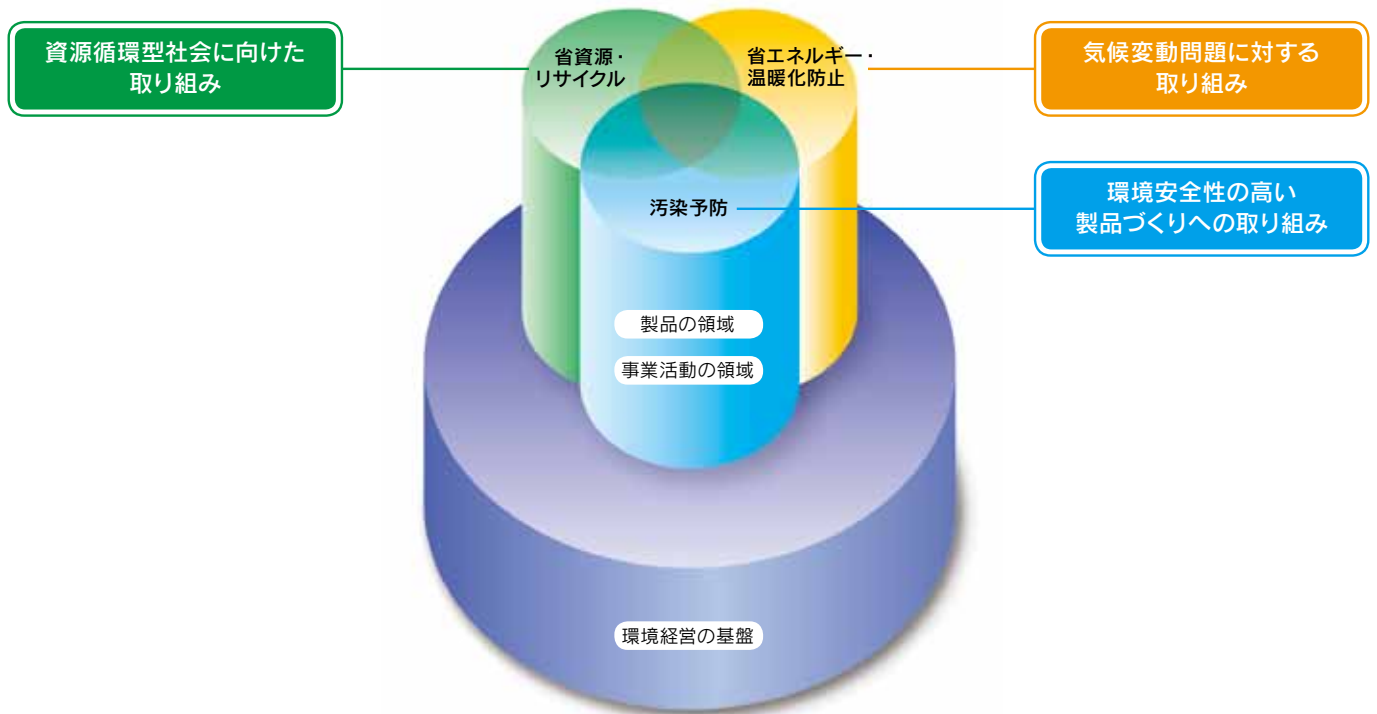 資源循環型社会に向けた
取り組み
省資源・
リサイクル
省エネルギー・
温暖化防止
気候変動問題に対する
取り組み
汚染予防
環境安全性の高い
製品づくりへの取り組み
製品の領域
事業活動の領域
環境経営の基盤